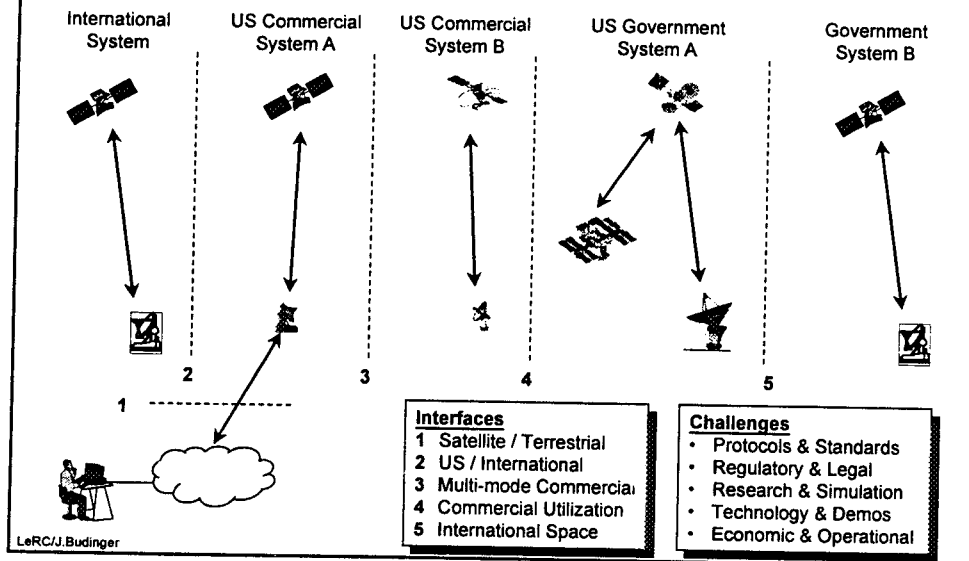 International
System
US Commercial
System A
US Commercial
System B
US Government
System A
Government
System B
2
3
4
5
1
Interfaces
1 Satellite / Terrestrial
2 US / International
3 Multi-mode Commercial
4 Commercial Utilization
5 International Space
Challenges
• Protocols & Standards
• Regulatory & Legal
• Research & Simulation
• Technology & Demos
• Economic & Operational
LeRC/J.Budinger